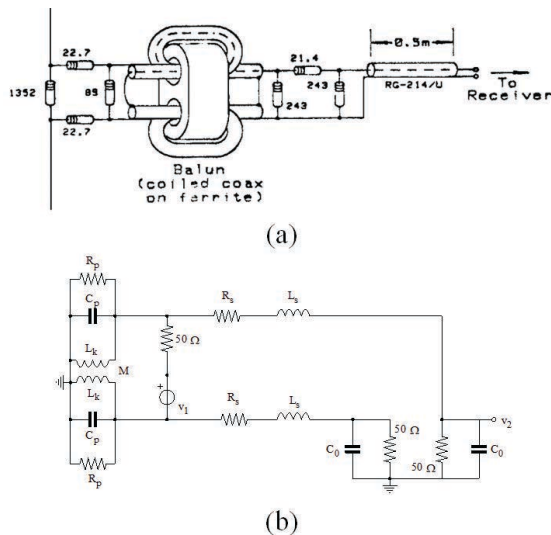 22.7
1352
89
22.7
Balun
(coiled coax
on ferrite)
21.4
243
243
0.5m
RG-214/U
To
Receiver
(a)
Rp
Cp
Lk
M
Lk
Cp
Rp
50 Ω
+
v1
Rs
Ls
Rs
Ls
C0
50 Ω
50 Ω
C0
v2
(b)